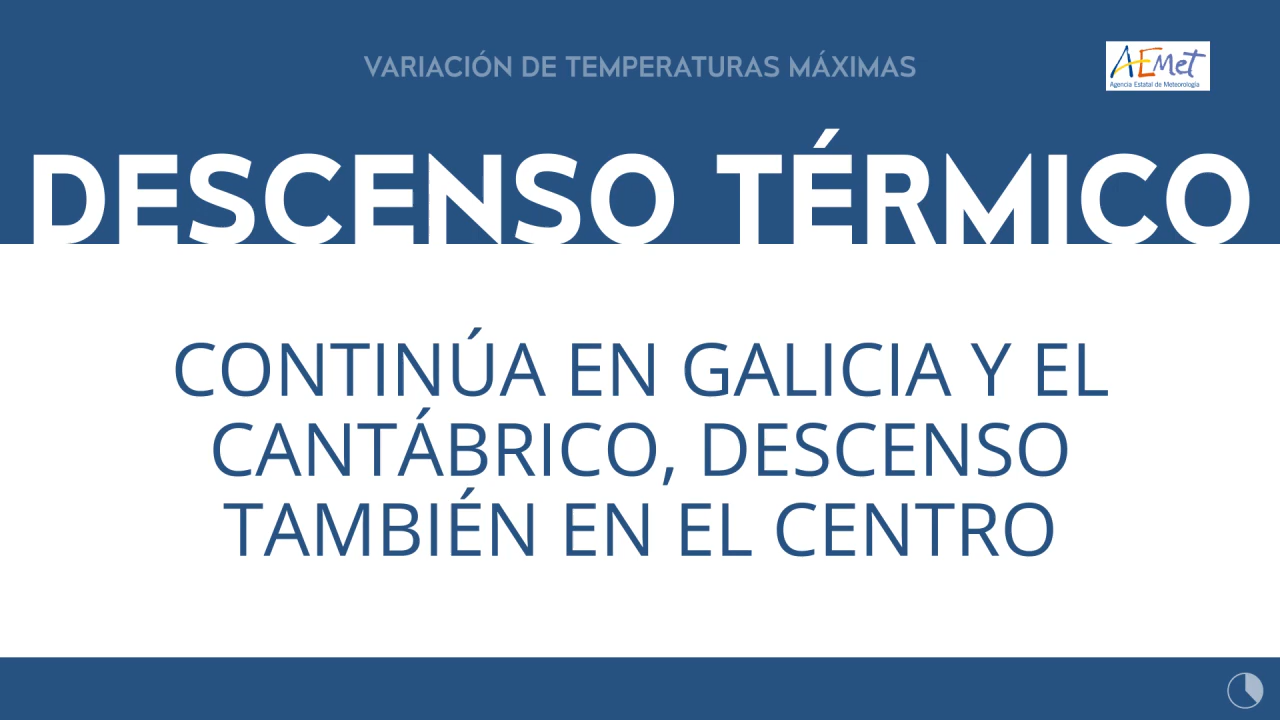 VARIACIÓN DE TEMPERATURAS MÁXIMAS
AEMet
Agencia Estatal de Meteorología
DESCENSO TÉRMICO
CONTINÚA EN GALICIA Y EL
CANTÁBRICO, DESCENSO
TAMBIÉN EN EL CENTRO